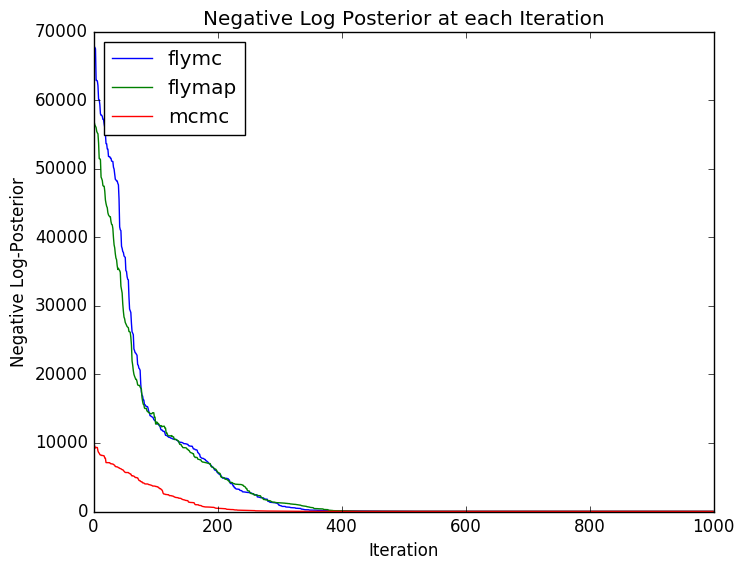 Negative Log Posterior at each Iteration
70000
60000
50000
40000
30000
20000
10000
0
Negative Log-Posterior
flymc
flymap
mcmc
0 200 400 600 800 1000
Iteration